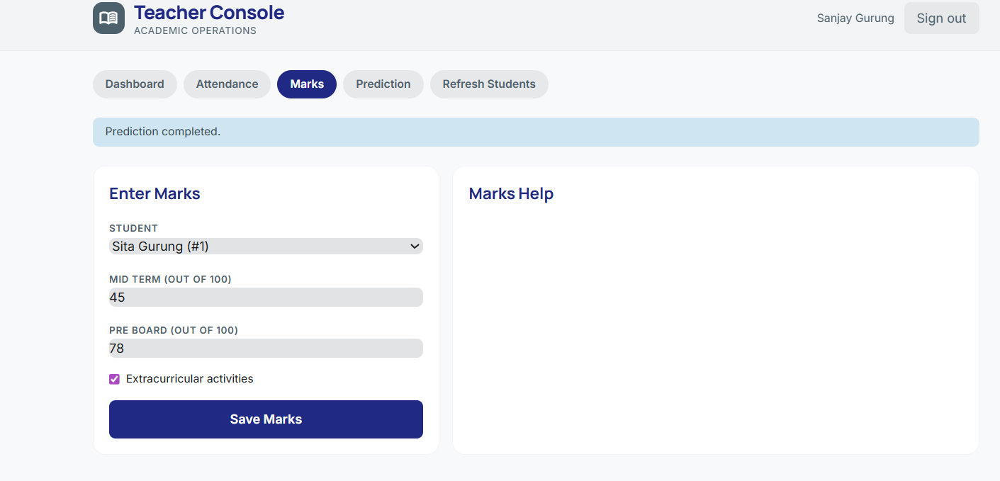 Teacher Console
ACADEMIC OPERATIONS
Sanjay Gurung
Sign out
Dashboard
Attendance
Marks
Prediction
Refresh Students
Prediction completed.
Enter Marks
STUDENT
Sita Gurung (#1)
MID TERM (OUT OF 100)
45
PRE BOARD (OUT OF 100)
78
Extracurricular activities
Save Marks
Marks Help